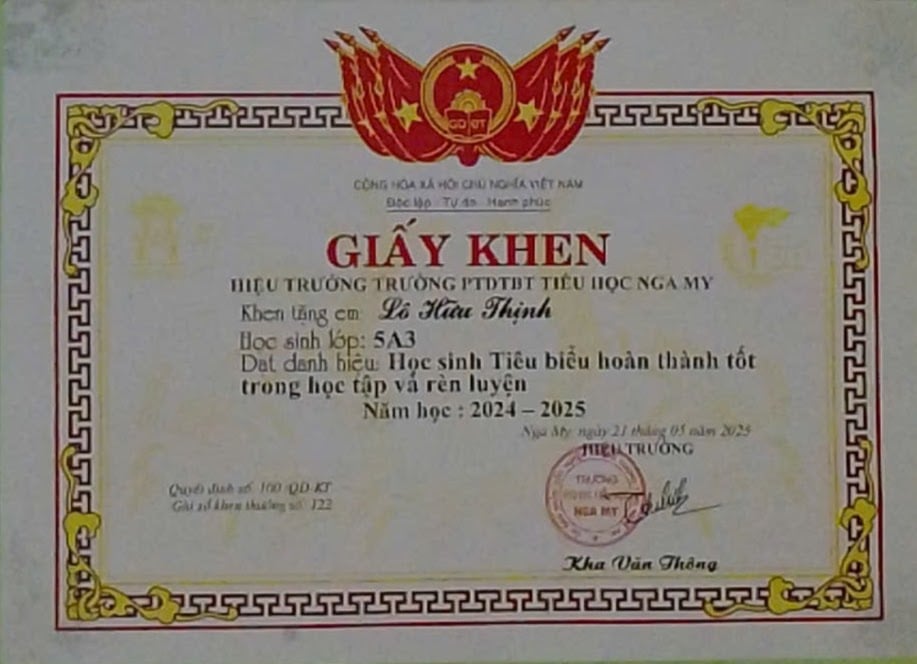 GD ĐT
CỘNG HÒA XÃ HỘI CHỦ NGHĨA VIỆT NAM
Độc lập - Tự do - Hạnh phúc
GIẤY KHEN
HIỆU TRƯỞNG TRƯỜNG PTDTBT TIỂU HỌC NGA MY
Khen tặng em: Lô Hữu Thịnh
Học sinh lớp: 5A3
Đạt danh hiệu: Học sinh Tiêu biểu hoàn thành tốt
trong học tập và rèn luyện
Năm học : 2024 – 2025
Nga My, ngày 21 tháng 05 năm 2025
HIỆU TRƯỞNG
Quyết định số: 100 /QĐ-KT
Ghi sổ khen thưởng số: 122
TRƯỜNG
NGA MY
Kha Văn Thông